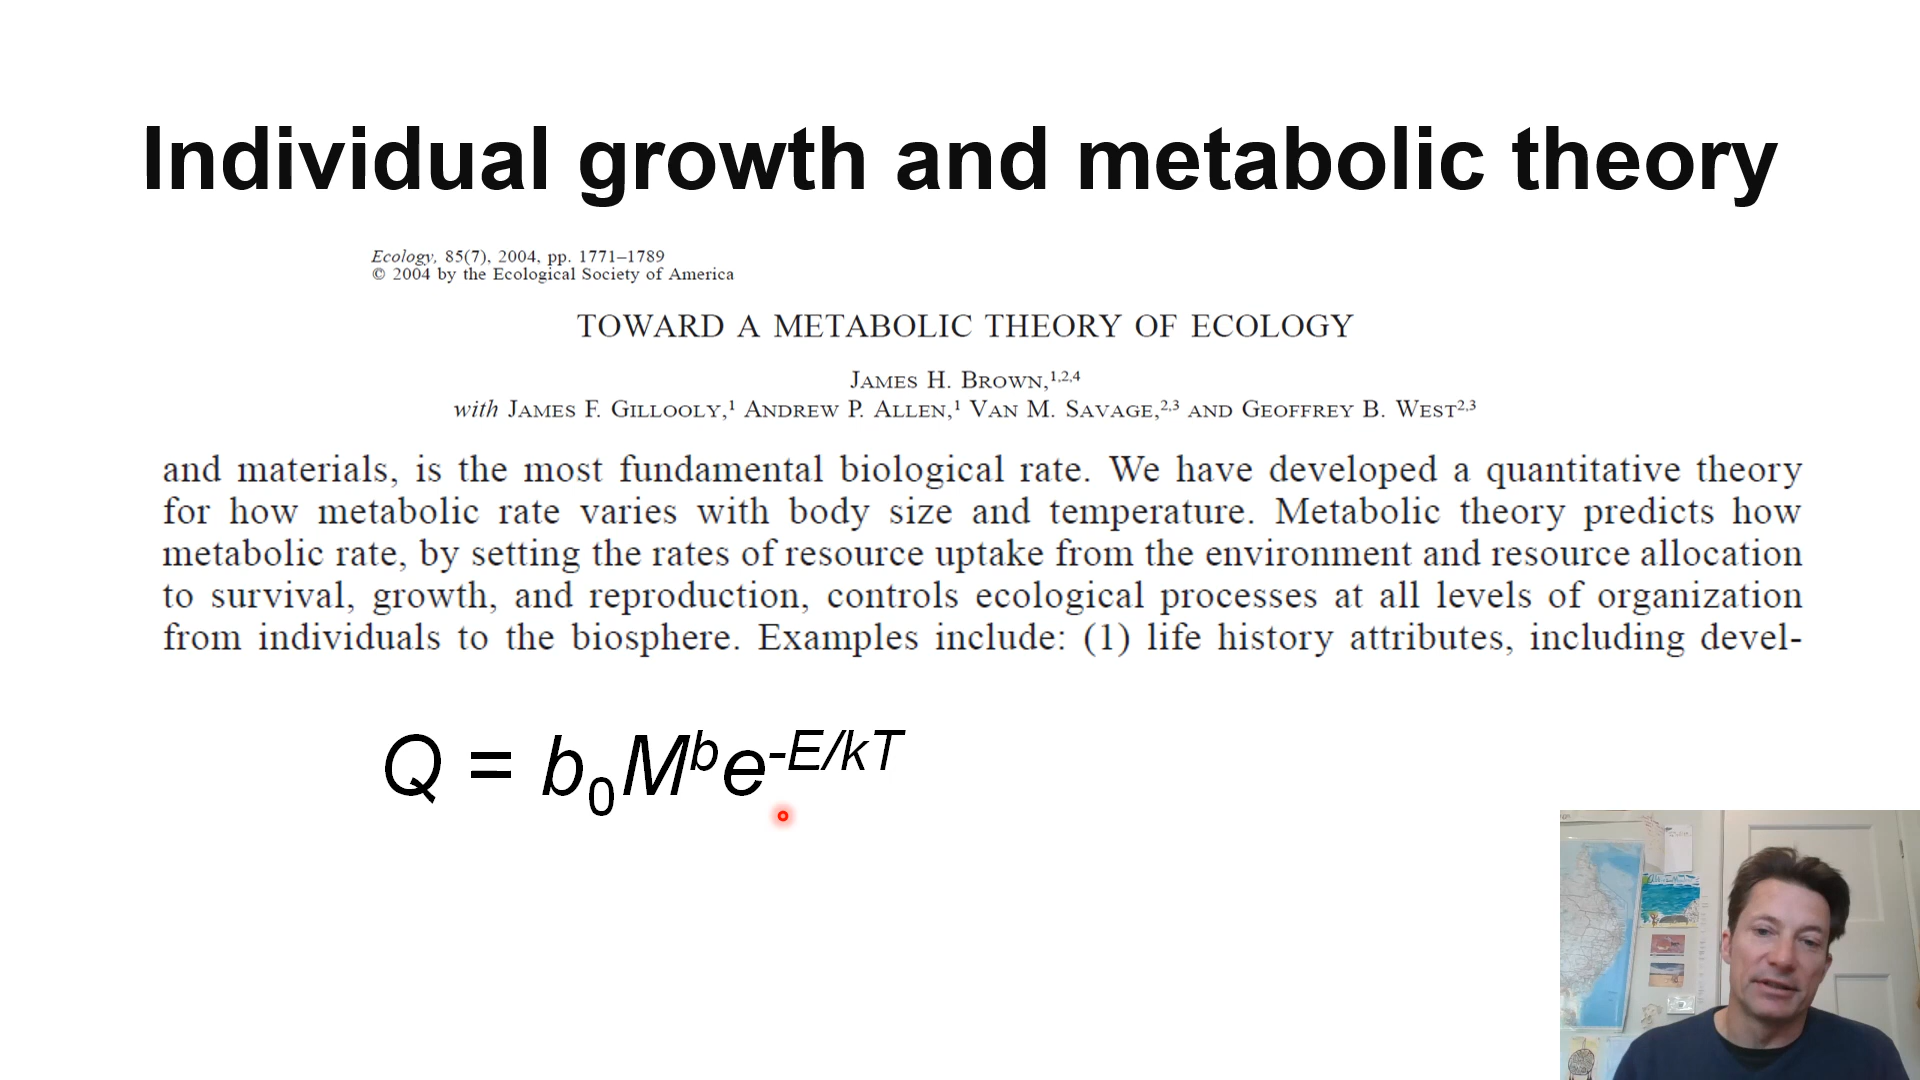 Individual growth and metabolic theory
Ecology, 85(7), 2004, pp. 1771–1789
© 2004 by the Ecological Society of America
TOWARD A METABOLIC THEORY OF ECOLOGY
JAMES H. BROWN,1,2,4
with JAMES F. GILLOOLY,1 ANDREW P. ALLEN,1 VAN M. SAVAGE,2,3 AND GEOFFREY B. WEST2,3
and materials, is the most fundamental biological rate. We have developed a quantitative theory
for how metabolic rate varies with body size and temperature. Metabolic theory predicts how
metabolic rate, by setting the rates of resource uptake from the environment and resource allocation
to survival, growth, and reproduction, controls ecological processes at all levels of organization
from individuals to the biosphere. Examples include: (1) life history attributes, including devel-
Q = b₀Mᵇe^-E/kT